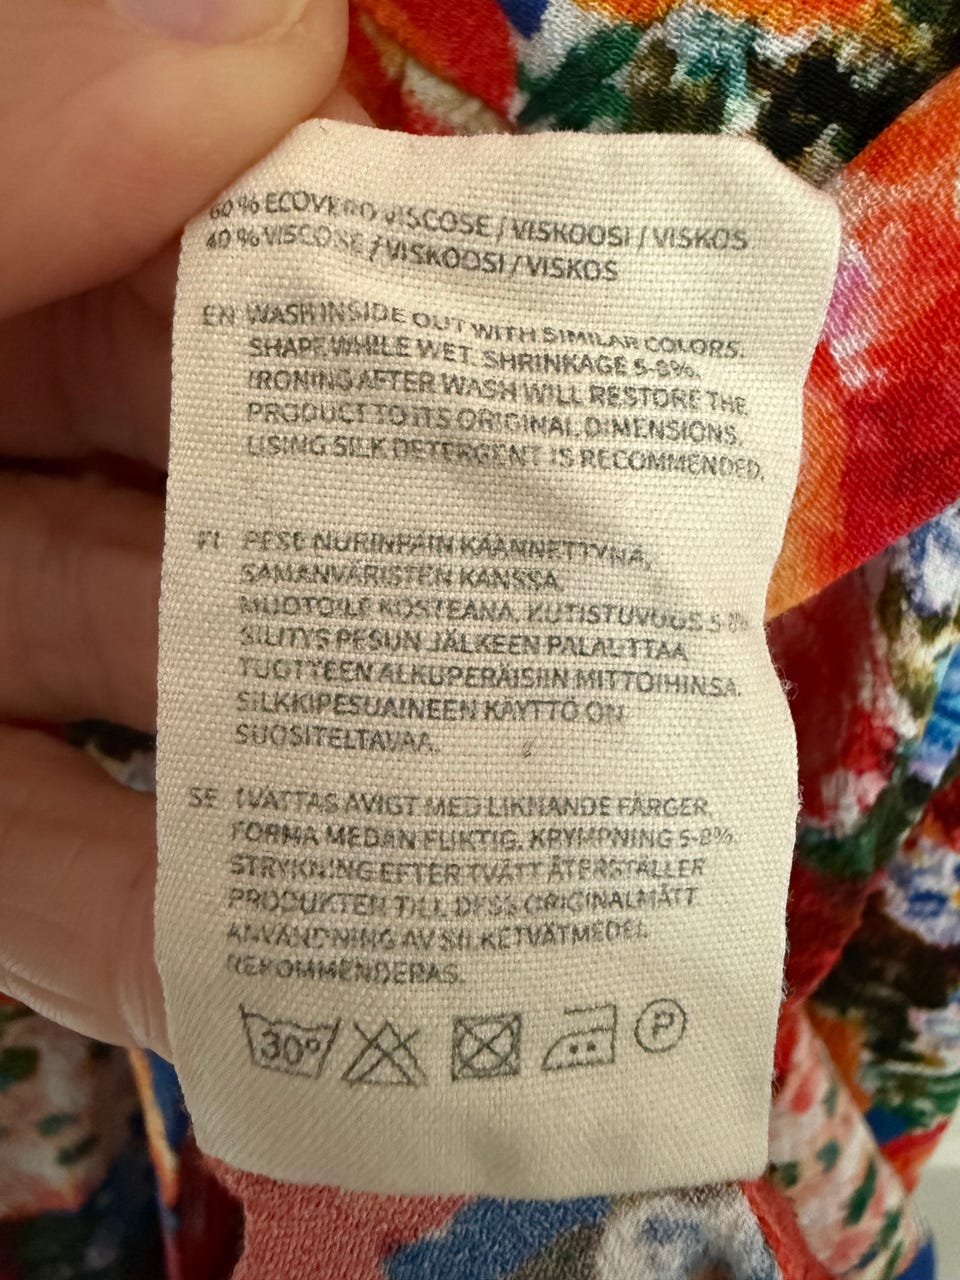 60 % ECOVERO VISCOSE / VISKOOSI / VISKOS
40 % VISCOSE / VISKOOSI / VISKOS
EN WASH INSIDE OUT WITH SIMILAR COLORS.
SHAPE WHILE WET. SHRINKAGE 5-8%.
IRONING AFTER WASH WILL RESTORE THE
PRODUCT TO ITS ORIGINAL DIMENSIONS.
USING SILK DETERGENT IS RECOMMENDED.
FI PESE NURINPÄIN KÄÄNNETTYNÄ,
SAMANVÄRISTEN KANSSA.
MUOTOILE KOSTEANA. KUTISTUVUUS 5-8%
SILITYS PESUN JÄLKEEN PALAUTTAA
TUOTTEEN ALKUPERÄISIIN MITTOIHINSA.
SILKKIPESUAINEEN KÄYTTÖ ON
SUOSITELTAVAA.
SE TVÄTTAS AVIGT MED LIKNANDE FÄRGER.
FORMA MEDAN FUKTIG. KRYMPNING 5-8%.
STRYKNING EFTER TVÄTT ÅTERSTÄLLER
PRODUKTEN TILL DESS ORIGINALMÅTT.
ANVÄNDNING AV SILKETVÄTMEDEL
REKOMMENDERAS.
30° P